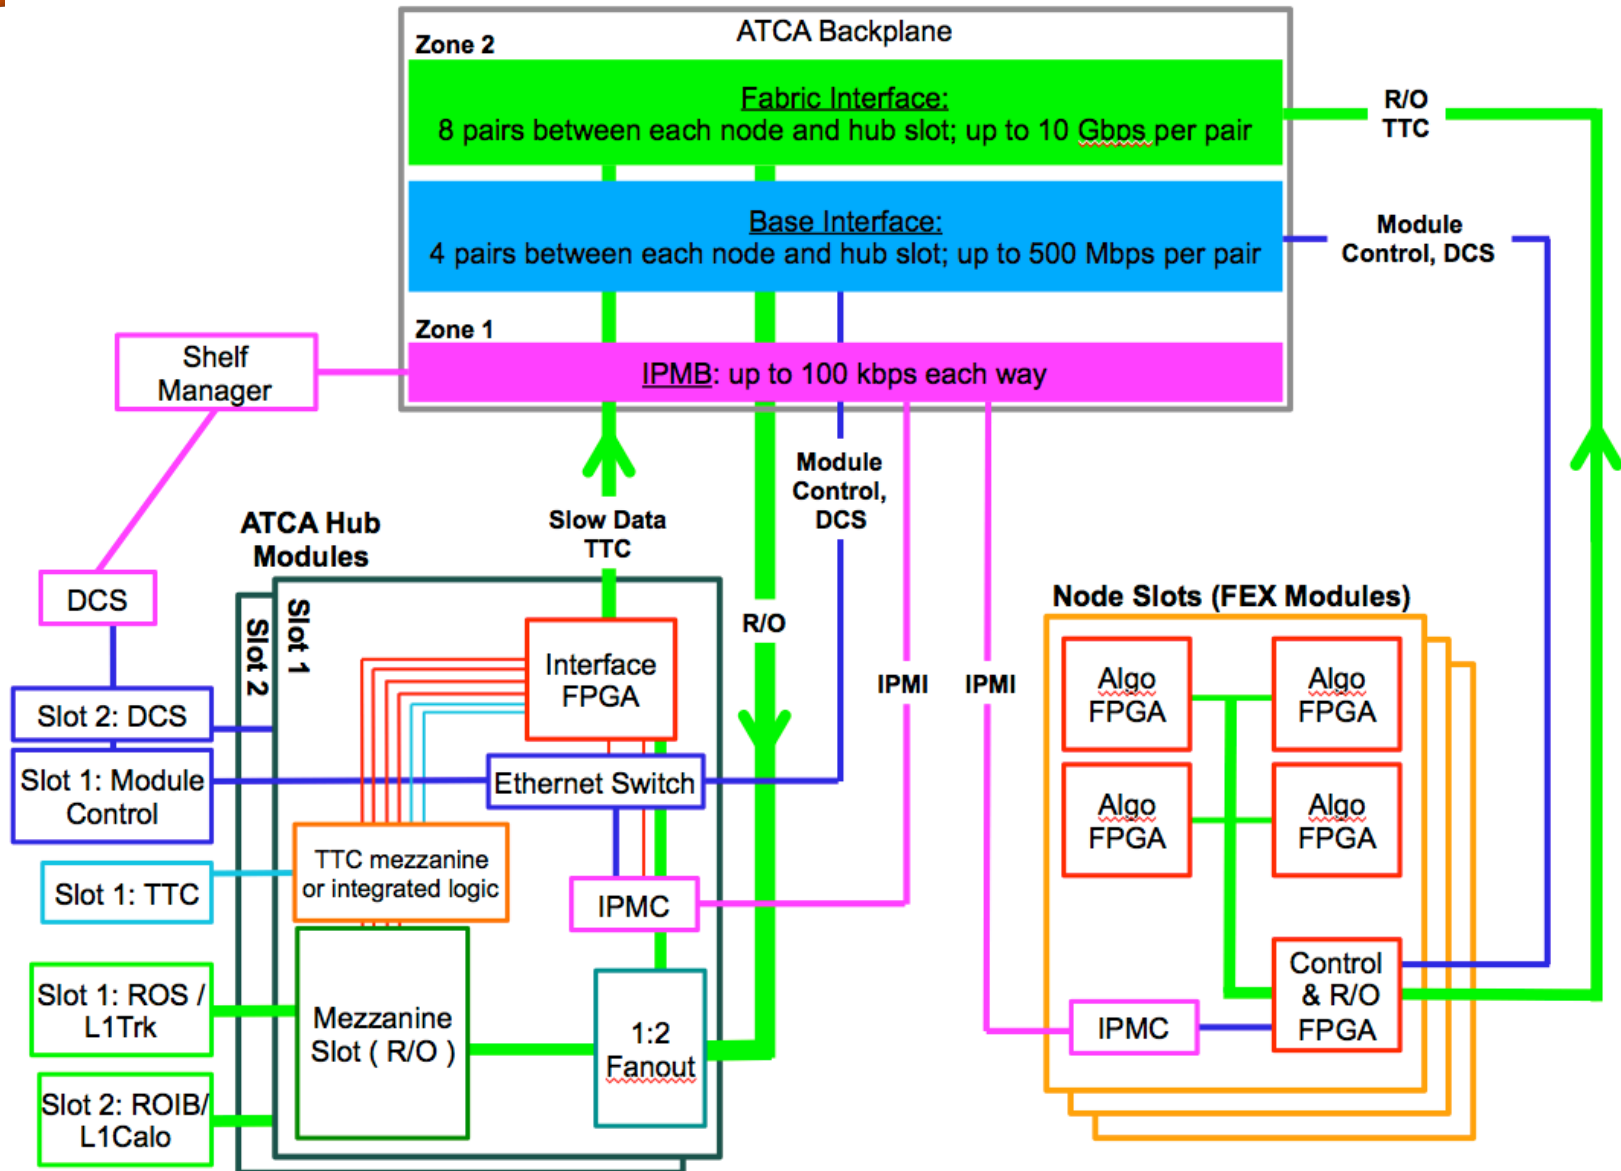 ATCA Backplane
Zone 2
Fabric Interface:
8 pairs between each node and hub slot; up to 10 Gbps per pair
R/O
TTC
Base Interface:
4 pairs between each node and hub slot; up to 500 Mbps per pair
Module
Control, DCS
Zone 1
IPMB: up to 100 kbps each way
Shelf
Manager
Module
Control,
DCS
Slow Data
TTC
ATCA Hub
Modules
DCS
Slot 1
Slot 2
R/O
Interface
FPGA
IPMI
IPMI
Node Slots (FEX Modules)
Algo
FPGA
Algo
FPGA
Algo
FPGA
Algo
FPGA
Slot 2: DCS
Slot 1: Module
Control
Ethernet Switch
TTC mezzanine
or integrated logic
Slot 1: TTC
IPMC
Slot 1: ROS /
L1Trk
Mezzanine
Slot ( R/O )
1:2
Fanout
Control
& R/O
FPGA
IPMC
Slot 2: ROIB/
L1Calo